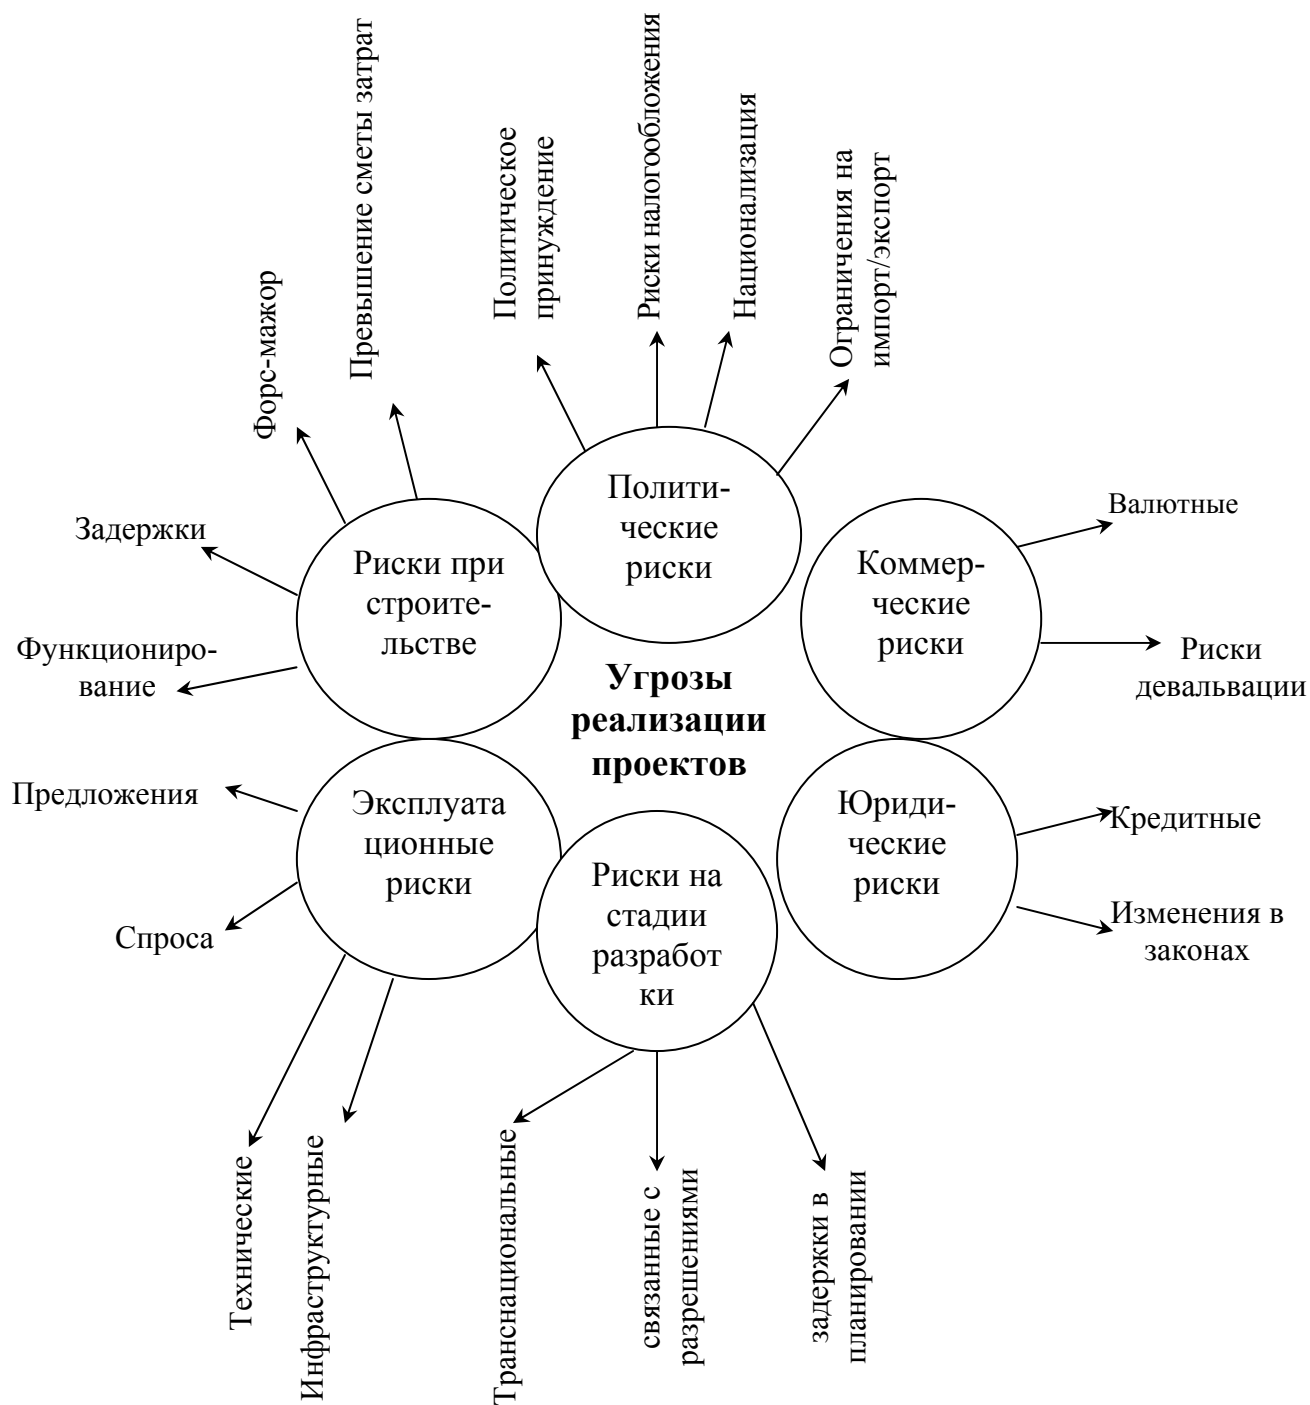 Превышение сметы затрат
Форс-мажор
Политическое
принуждение
Риски налогообложения
Национализация
Ограничения на
импорт/экспорт
Полити-
ческие
риски
Валютные
Задержки
Риски при
строите-
льстве
Коммер-
ческие
риски
Функциониро-
вание
Риски
девальвации
Угрозы
реализации
проектов
Предложения
Эксплуата
ционные
риски
Юриди-
ческие
риски
Кредитные
Риски на
стадии
разработ
ки
Спроса
Изменения в
законах
Технические
Инфраструктурные
Транснациональные
связанные с
разрешениями
задержки в
планировании